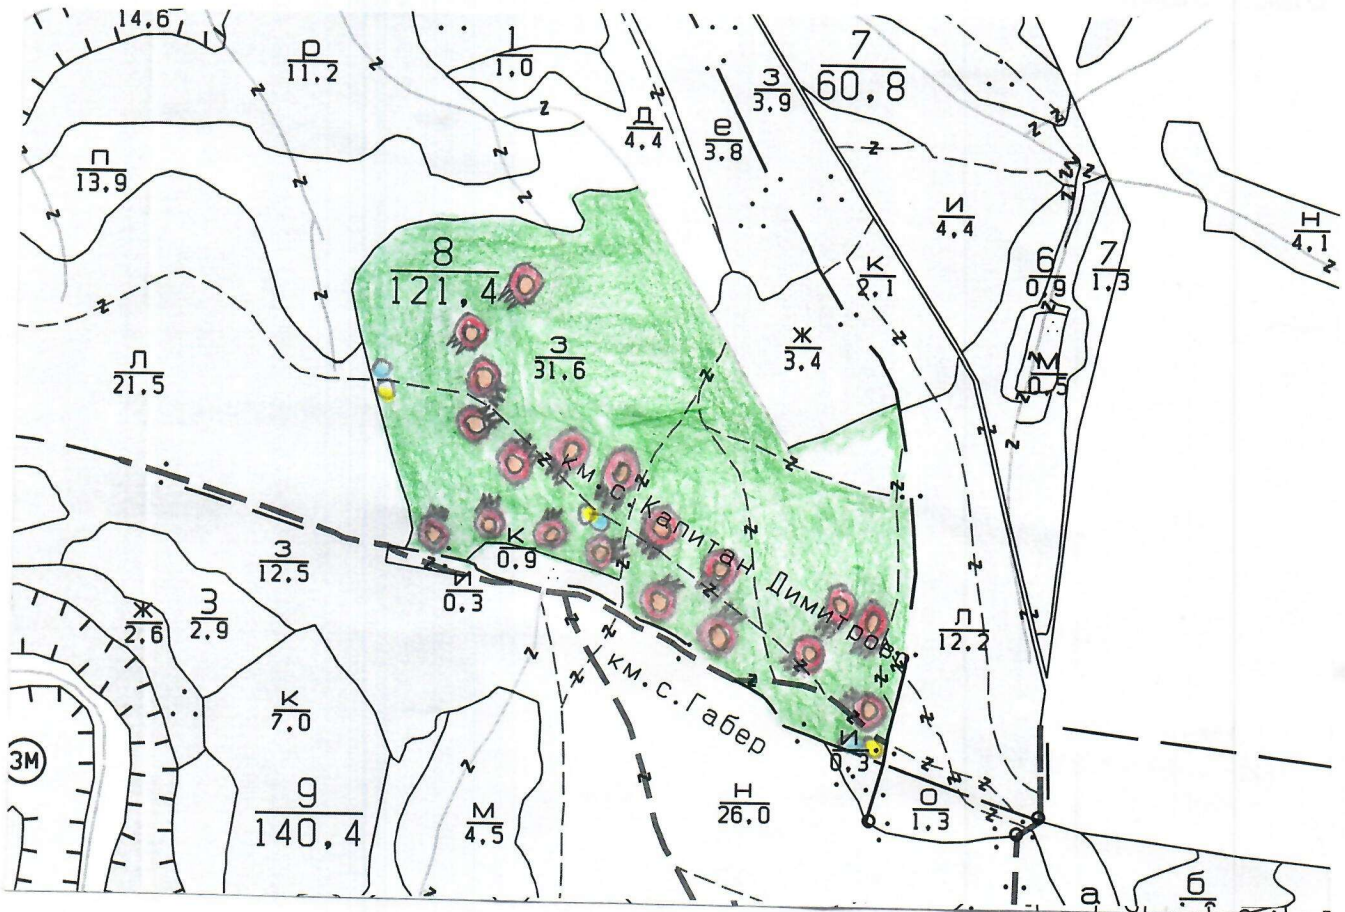 14.6
р
11.2
1
1,0
д
4.4
е
3.8
з
3.9
7
60,8
п
13.9
и
4.4
н
4.1
8
121,4
к
2.1
6
0.9
7
1.3
л
21.5
з
31.6
ж
3.4
м
0.5
км.с. Капитан Димитрово
з
12.5
к
0.9
и
0.3
ж
2.6
3
2.9
л
12.2
км.с. Габер
к
7.0
и
0.3
3М
9
140,4
м
4.5
н
26.0
о
1.3
а
б